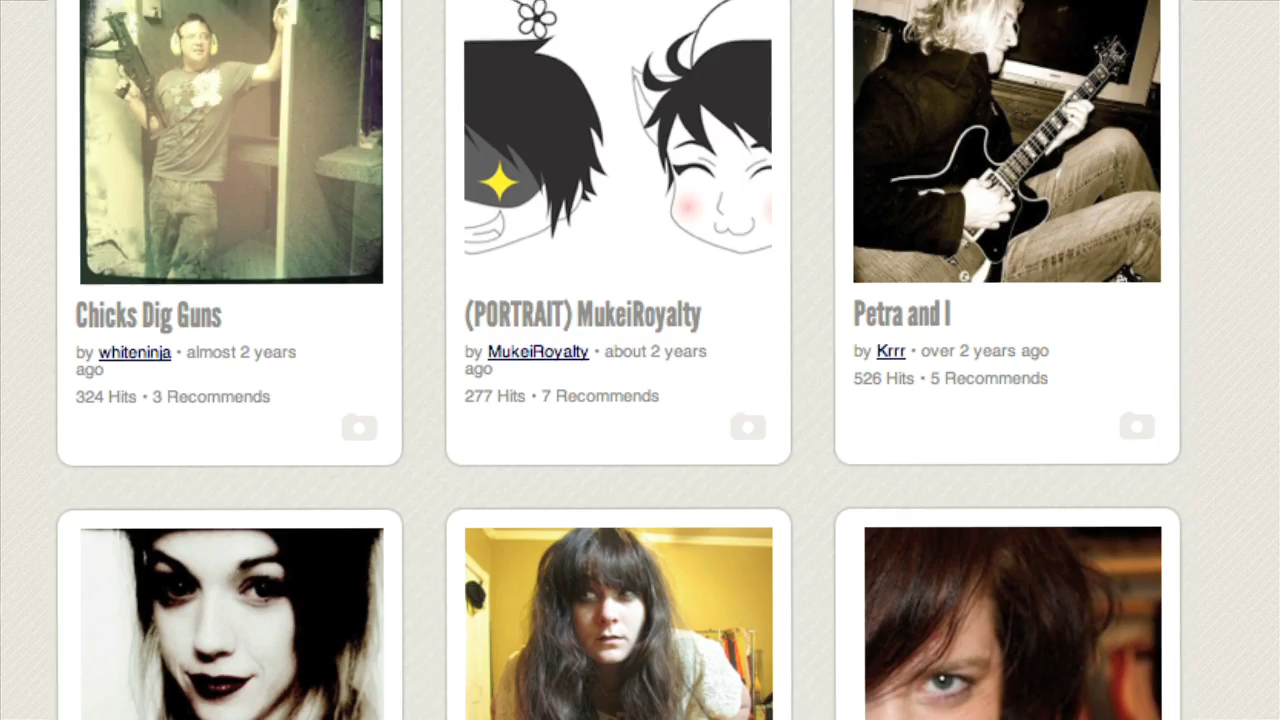 Chicks Dig Guns
by whiteninja • almost 2 years
ago
324 Hits • 3 Recommends
(PORTRAIT) MukeiRoyalty
by MukeiRoyalty • about 2 years
ago
277 Hits • 7 Recommends
Petra and I
by Krrr • over 2 years ago
526 Hits • 5 Recommends